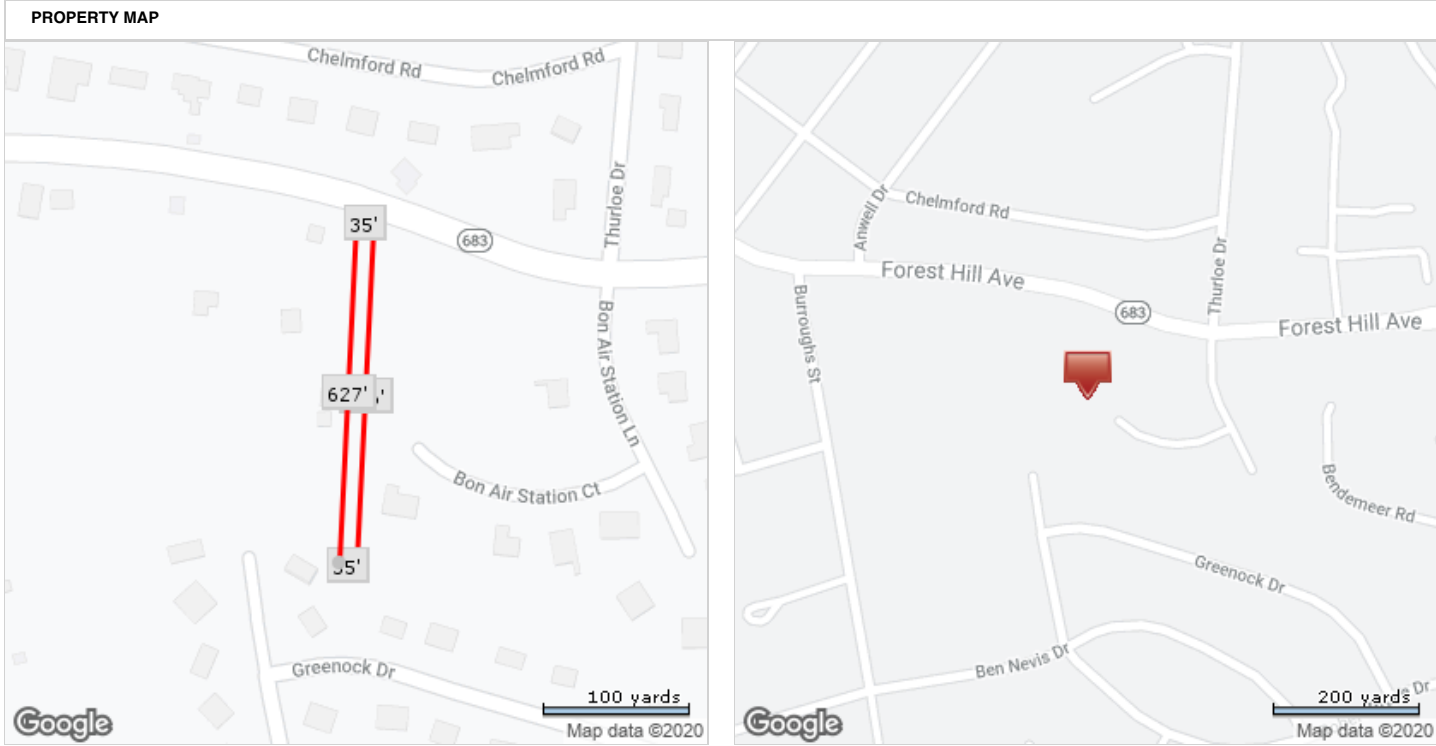 PROPERTY MAP
Chelmford Rd
Chelmford Rd
Thurloe Dr
35'
683
Bon Air Station Ln
627'
Bon Air Station Ct
Greenock Dr
100 yards
Google
Map data ©2020
Anwell Dr
Chelmford Rd
Thurloe Dr
Forest Hill Ave
683
Forest Hill Ave
Burroughs St
Bendemeer Rd
Greenock Dr
Ben Nevis Dr
200 yards
Dr
Google
Map data ©2020